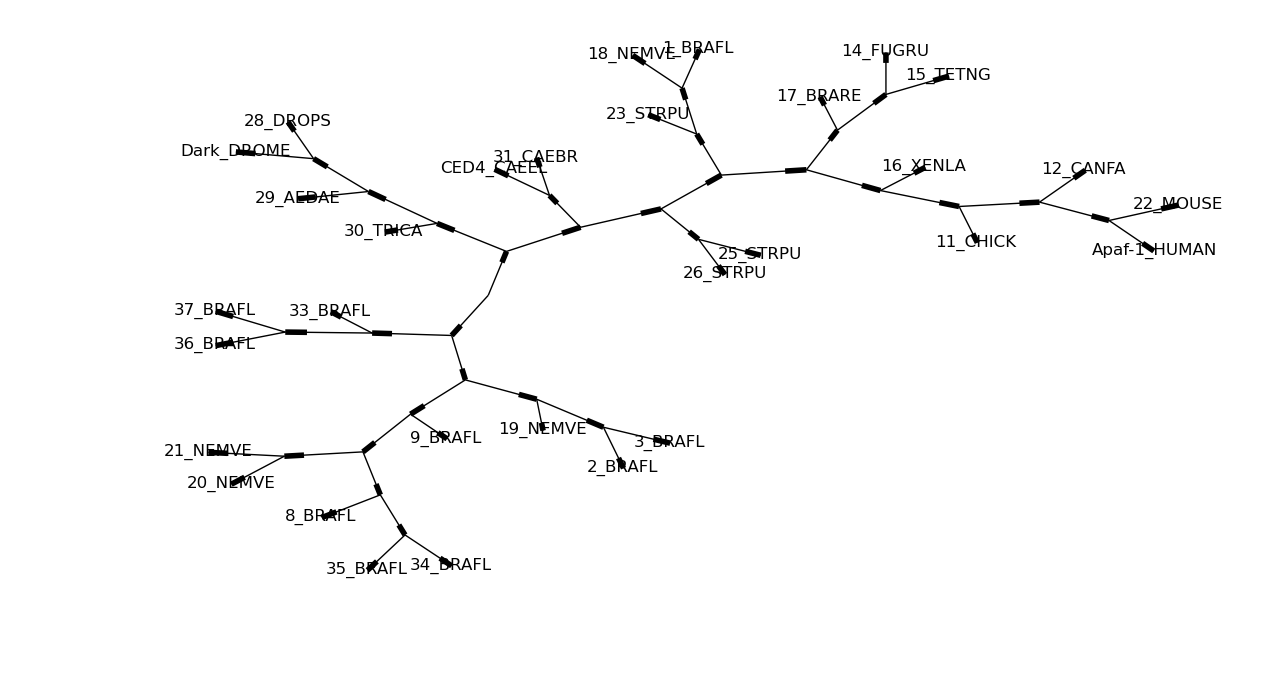 1_BRAFL
14_FUGRU
18_NEMVE
15_TETNG
17_BRARE
23_STRPU
28_DROPS
Dark_DROME
31_CAEBR
16_XENLA
CED4_CAEEL
12_CANFA
29_AEDAE
22_MOUSE
30_TRICA
11_CHICK
Apaf-1_HUMAN
25_STRPU
26_STRPU
37_BRAFL
33_BRAFL
36_BRAFL
19_NEMVE
9_BRAFL
3_BRAFL
21_NEMVE
2_BRAFL
20_NEMVE
8_BRAFL
34_BRAFL
35_BRAFL